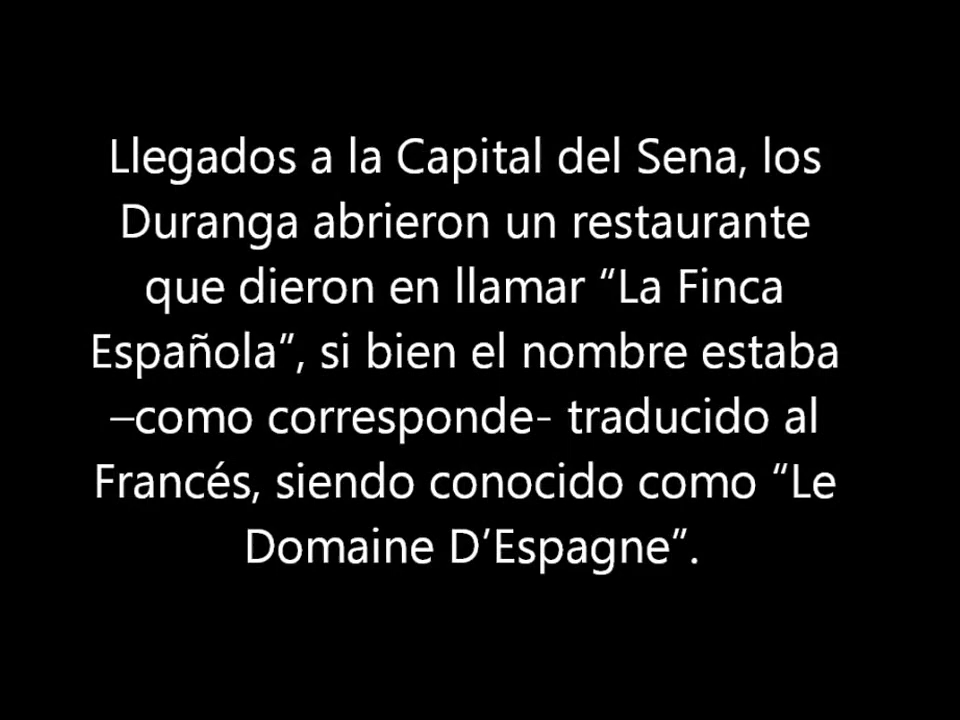 Llegados a la Capital del Sena, los
Duranga abrieron un restaurante
que dieron en llamar “La Finca
Española”, si bien el nombre estaba
–como corresponde- traducido al
Francés, siendo conocido como “Le
Domaine D’Espagne”.